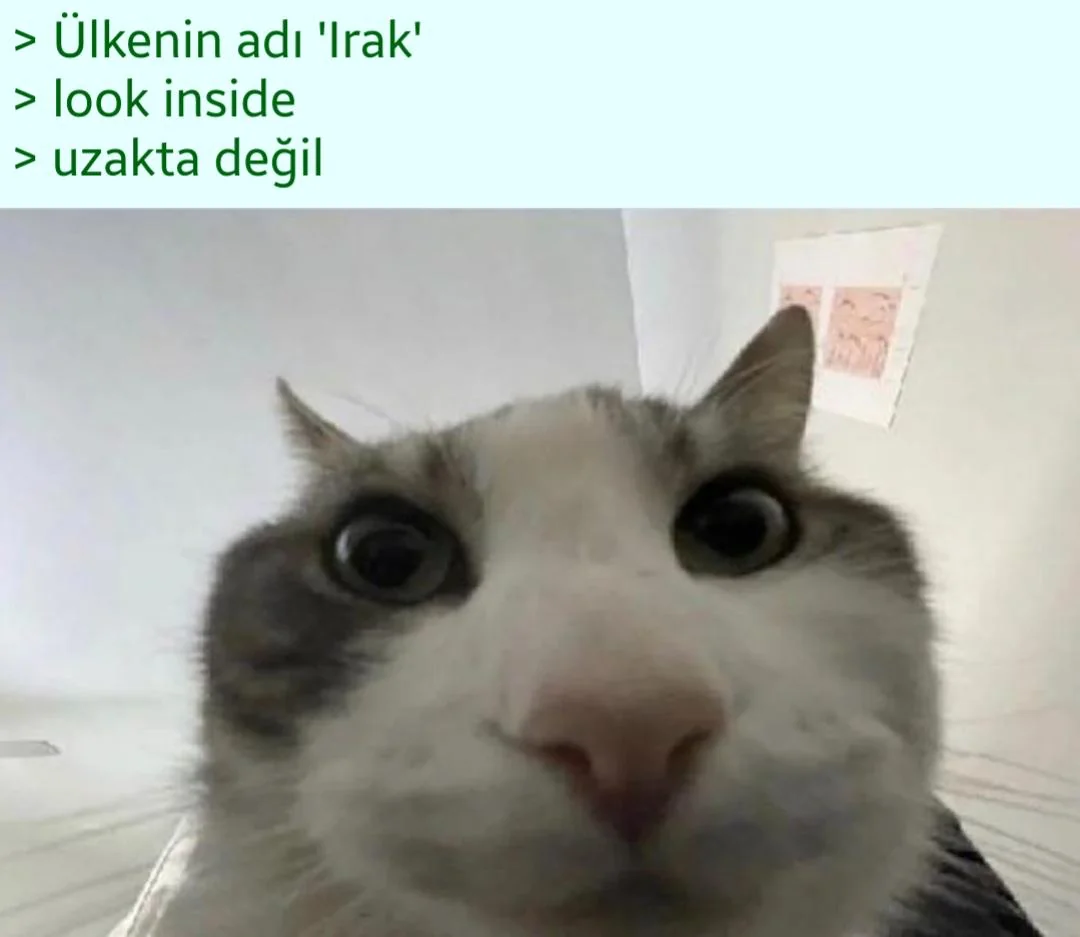 > Ülkenin adı 'Irak'
> look inside
> uzakta değil